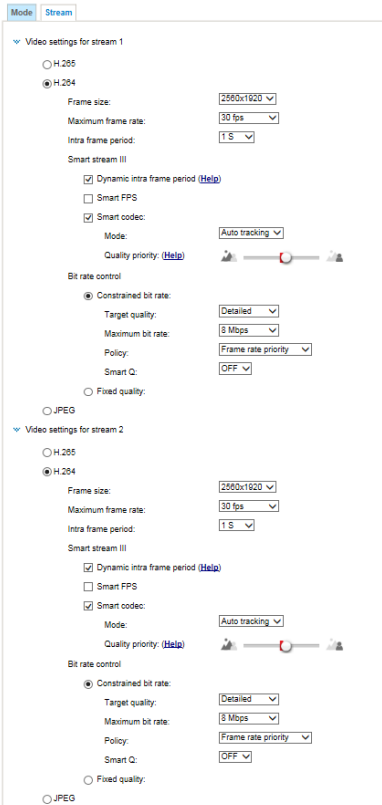 Mode Stream
Video settings for stream 1
H.265
H.264
Frame size: 2560x1920
Maximum frame rate: 30 fps
Intra frame period: 1 S
Smart stream III
Dynamic intra frame period (Help)
Smart FPS
Smart codec:
Mode: Auto tracking
Quality priority: (Help)
Bit rate control
Constrained bit rate:
Target quality: Detailed
Maximum bit rate: 8 Mbps
Policy: Frame rate priority
Smart Q: OFF
Fixed quality:
JPEG
Video settings for stream 2
H.265
H.264
Frame size: 2560x1920
Maximum frame rate: 30 fps
Intra frame period: 1 S
Smart stream III
Dynamic intra frame period (Help)
Smart FPS
Smart codec:
Mode: Auto tracking
Quality priority: (Help)
Bit rate control
Constrained bit rate:
Target quality: Detailed
Maximum bit rate: 8 Mbps
Policy: Frame rate priority
Smart Q: OFF
Fixed quality:
JPEG